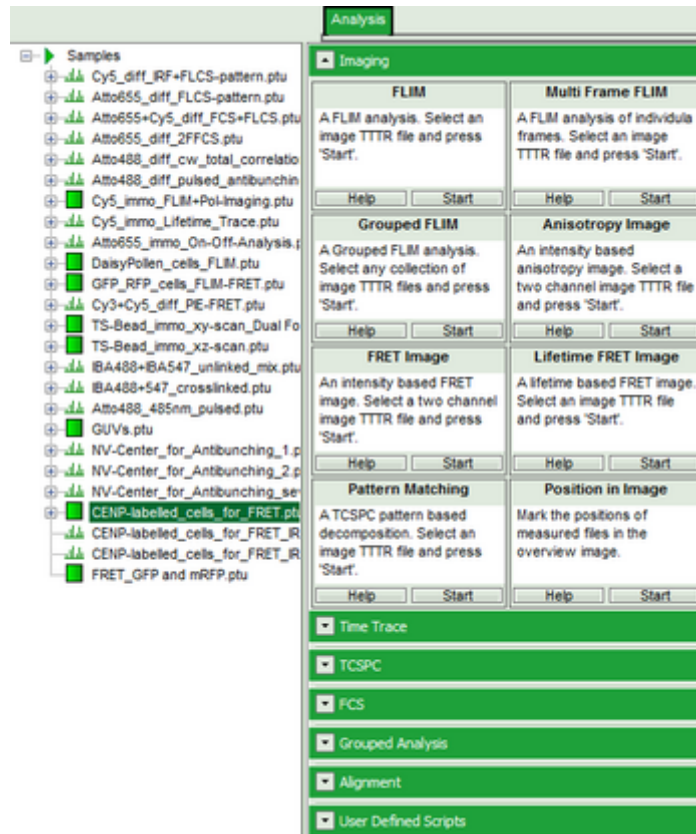 Analysis
Samples
Cy5_diff_IRF+FLCS-pattern.ptu
Atto655_diff_FLCS-pattern.ptu
Atto655+Cy5_diff_FCS+FLCS.ptu
Atto655_diff_2FFCS.ptu
Atto488_diff_cw_total_correlatio
Atto488_diff_pulsed_antibunchin
Cy5_immo_FLIM+Pol-Imaging.ptu
Cy5_immo_Lifetime_Trace.ptu
Atto655_immo_On-Off-Analysis.p
DaisyPollen_cells_FLIM.ptu
GFP_RFP_cells_FLIM-FRET.ptu
Cy3+Cy5_diff_PIE-FRET.ptu
TS-Bead_immo_xy-scan_Dual Fo
TS-Bead_immo_xz-scan.ptu
IBA488+IBA547_unlinked_mix.ptu
IBA488+547_crosslinked.ptu
Atto488_485nm_pulsed.ptu
GUVs.ptu
NV-Center_for_Antibunching_1.p
NV-Center_for_Antibunching_2.p
NV-Center_for_Antibunching_se
CENP-labelled_cells_for_FRET.ptu
CENP-labelled_cells_for_FRET_IR
CENP-labelled_cells_for_FRET_IR
FRET_GFP and mRFP.ptu
Imaging
FLIM
A FLIM analysis. Select an
image TTTR file and press
'Start'.
Help Start
Multi Frame FLIM
A FLIM analysis of individua
frames. Select an image
TTTR file and press 'Start'.
Help Start
Grouped FLIM
A Grouped FLIM analysis.
Select any collection of
image TTTR files and press
'Start'.
Help Start
Anisotropy Image
An intensity based
anisotropy image. Select a
two channel image TTTR file
and press 'Start'.
Help Start
FRET Image
An intensity based FRET
image. Select a two channel
image TTTR file and press
'Start'.
Help Start
Lifetime FRET Image
A lifetime based FRET image.
Select an image TTTR file
and press 'Start'.
Help Start
Pattern Matching
A TCSPC pattern based
decomposition. Select an
image TTTR file and press
'Start'.
Help Start
Position in Image
Mark the positions of
measured files in the
overview image.
Help Start
Time Trace
TCSPC
FCS
Grouped Analysis
Alignment
User Defined Scripts